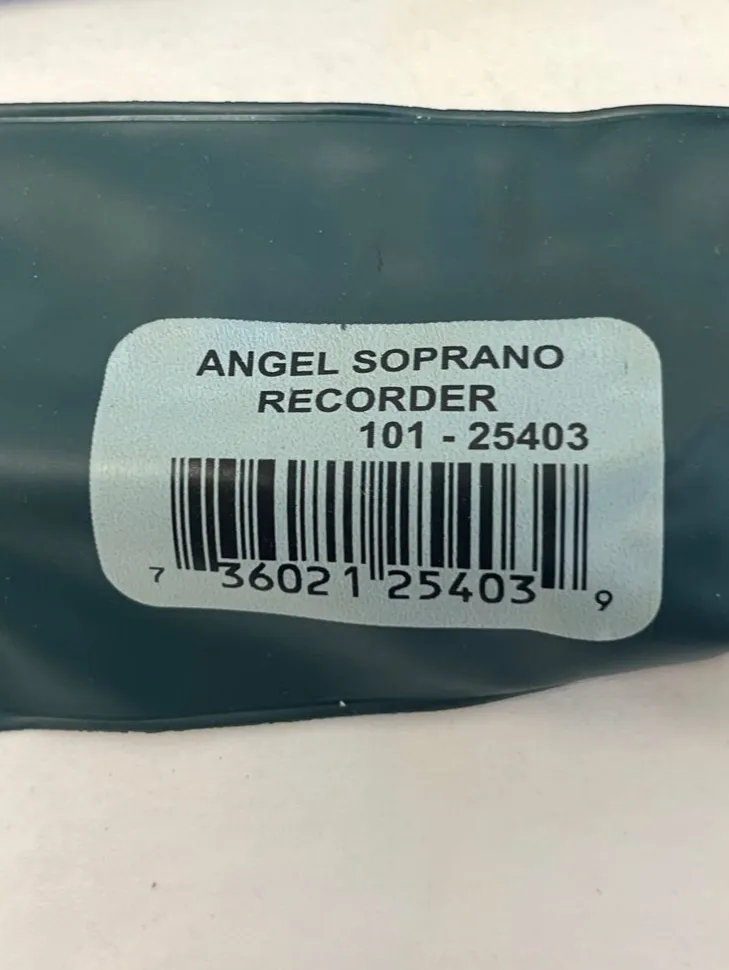 ANGEL SOPRANO
RECORDER
101 - 25403
7 36021 25403 9